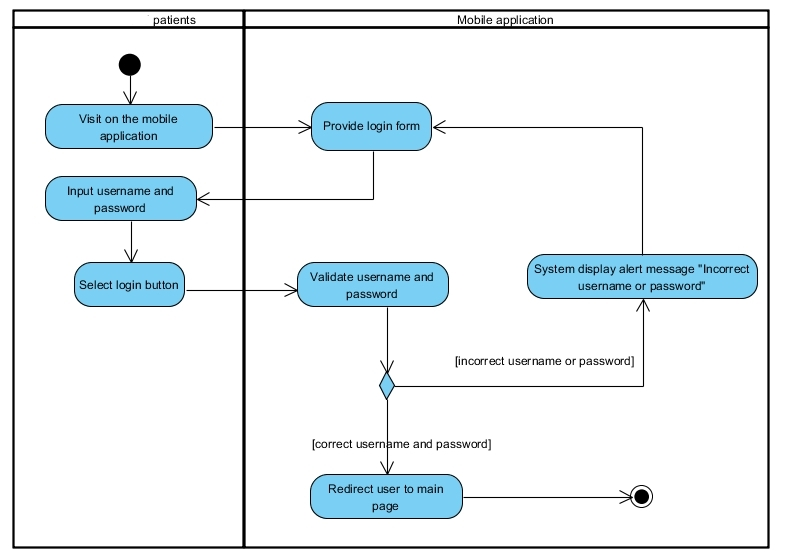 patients
Mobile application
Visit on the mobile
application
Provide login form
Input username and
password
Select login button
Validate username and
password
System display alert message "Incorrect
username or password"
[incorrect username or password]
[correct username and password]
Redirect user to main
page